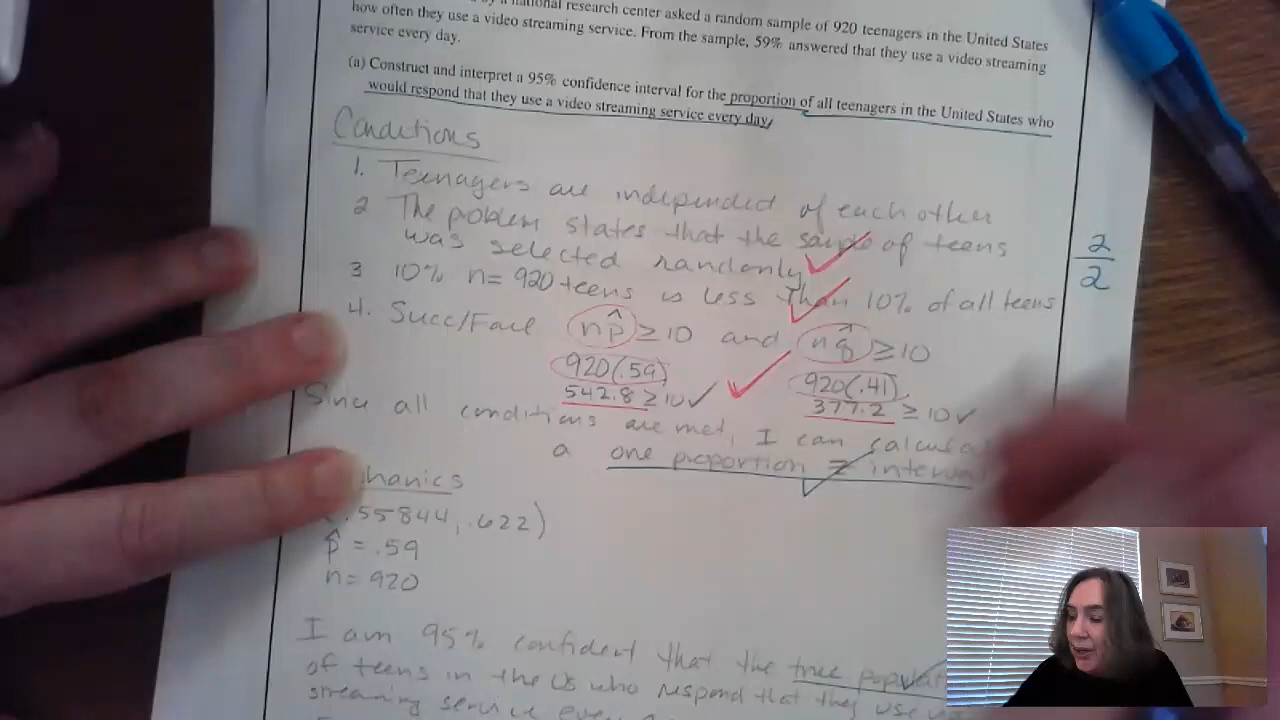 national research center asked a random sample of 920 teenagers in the United States
how often they use a video streaming service. From the sample, 59% answered that they use a video streaming
service every day.
(a) Construct and interpret a 95% confidence interval for the proportion of all teenagers in the United States who
would respond that they use a video streaming service every day.
Conditions
1. Teenagers are independent of each other
2 The problem states that the sample of teens
was selected randomly
3 10% n=920 teens is less than 10% of all teens
4. Succ/Fail np̂ ≥10 and nq̂ ≥10
920(.59) 920(.41)
542.8 ≥10 ✓ 377.2 ≥10 ✓
Since all conditions are met, I can
a one proportion z interval
2/2
.55844, .622)
p̂ = .59
n= 920
I am 95% confident that the true
of teens in the US who respond that they use
streaming service